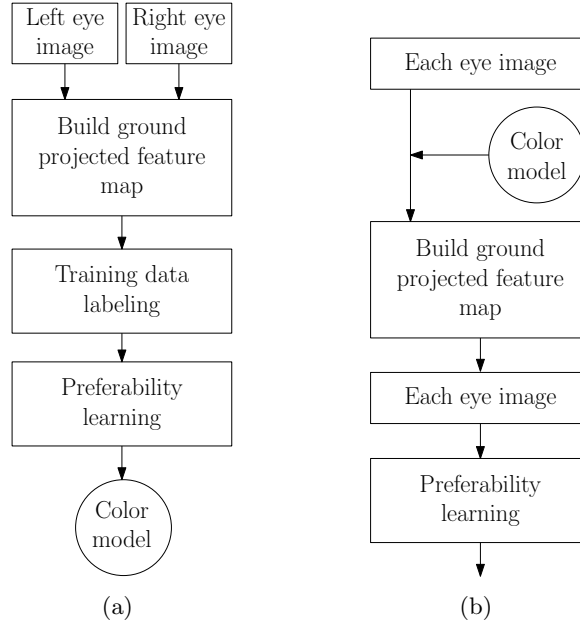 Left eye
image
Right eye
image
Build ground
projected feature
map
Training data
labeling
Preferability
learning
Color
model
(a)
Each eye image
Color
model
Build ground
projected feature
map
Each eye image
Preferability
learning
(b)